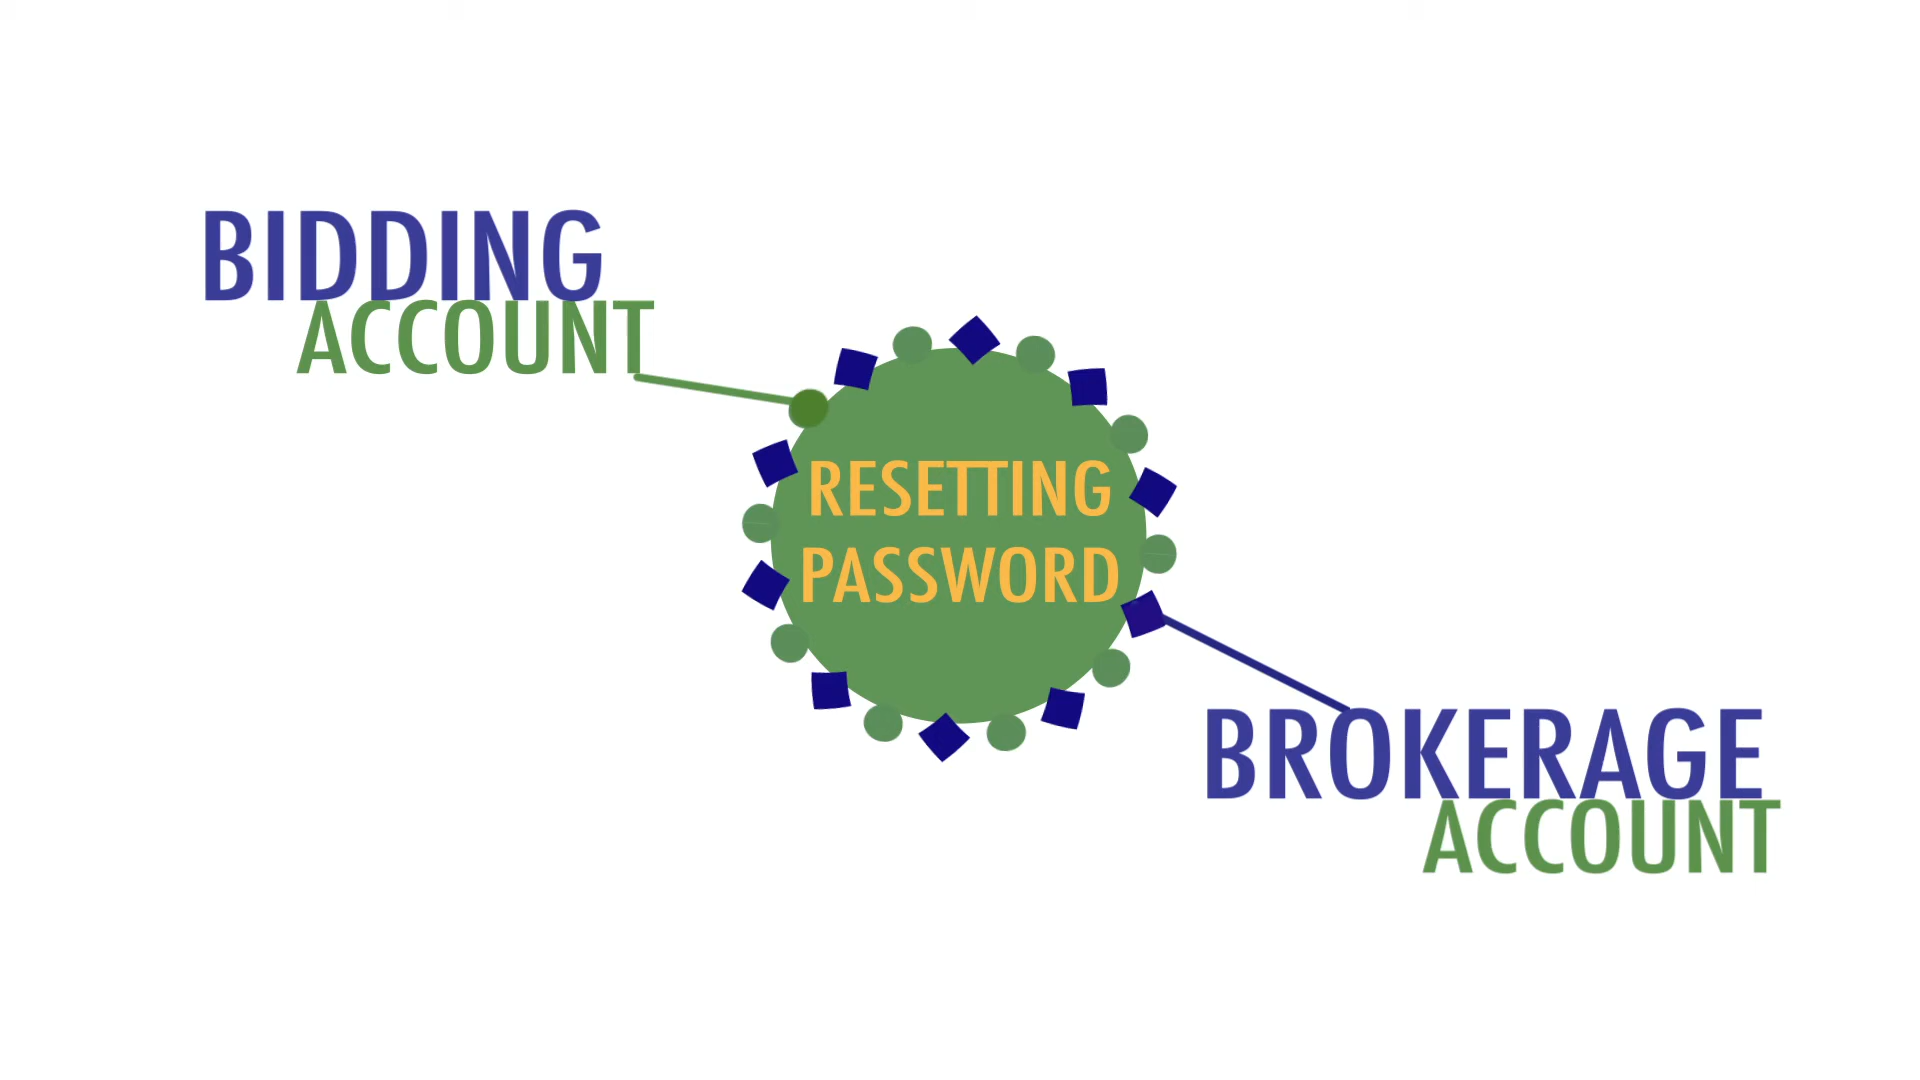 BIDDING
ACCOUNT
RESETTING
PASSWORD
BROKERAGE
ACCOUNT